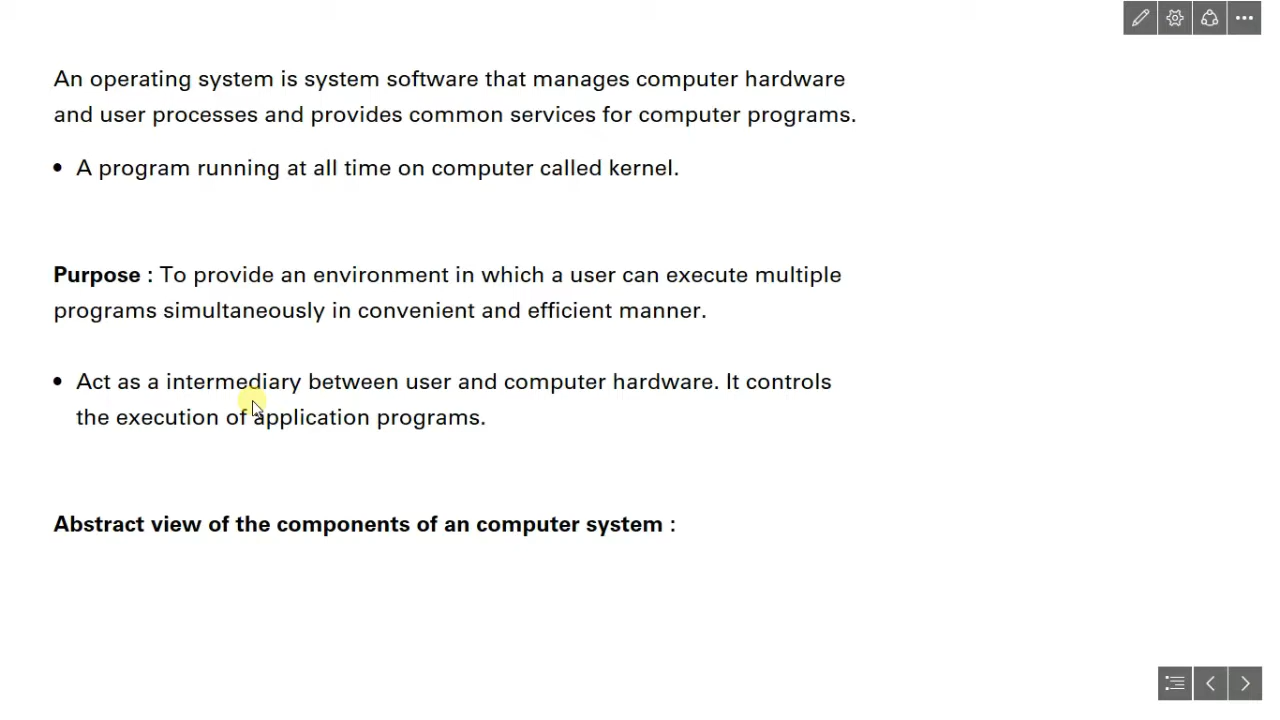 An operating system is system software that manages computer hardware
and user processes and provides common services for computer programs.
• A program running at all time on computer called kernel.
Purpose : To provide an environment in which a user can execute multiple
programs simultaneously in convenient and efficient manner.
• Act as a intermediary between user and computer hardware. It controls
the execution of application programs.
Abstract view of the components of an computer system :